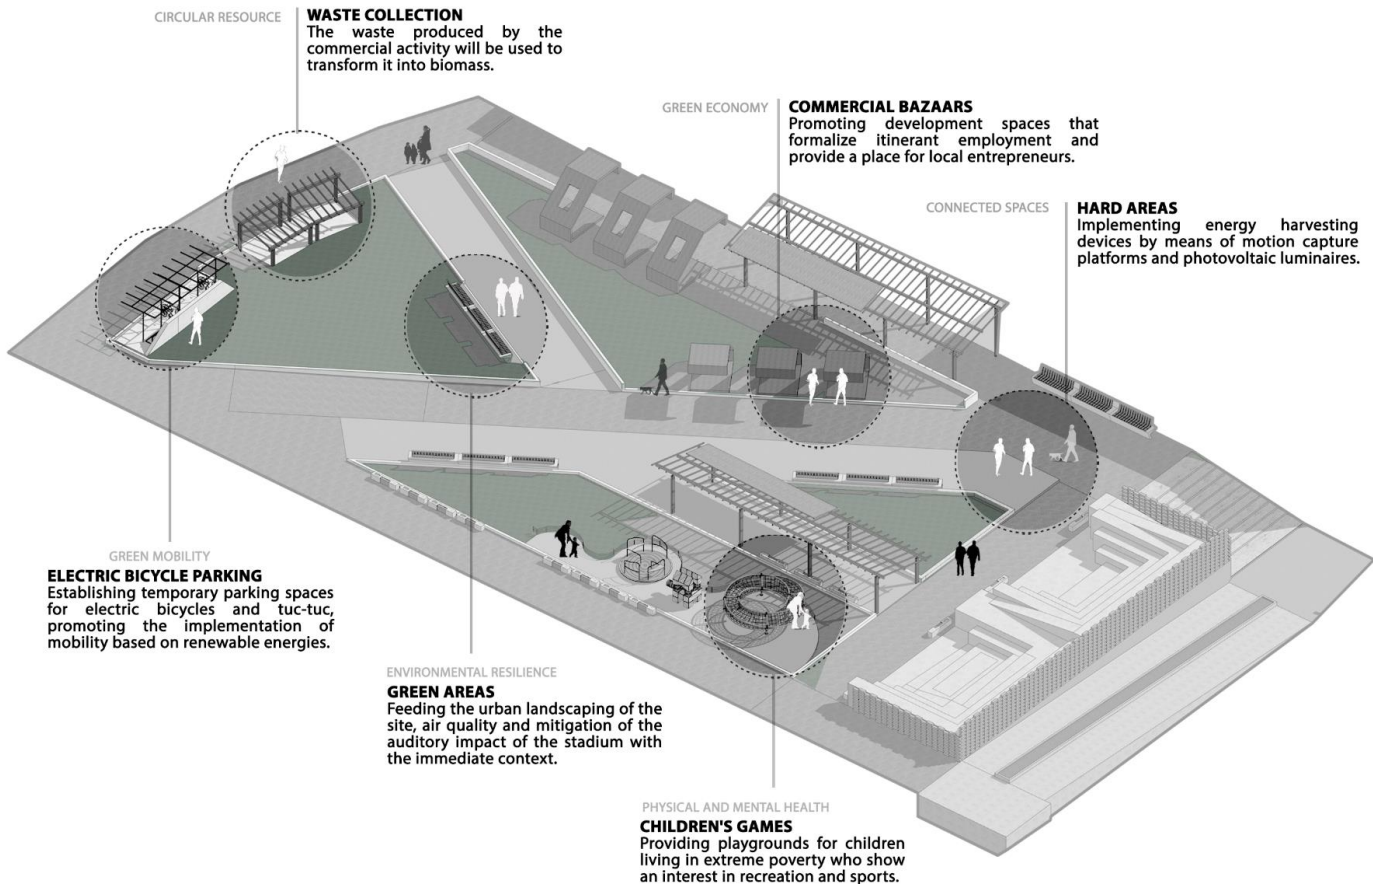 CIRCULAR RESOURCE
WASTE COLLECTION
The waste produced by the
commercial activity will be used to
transform it into biomass.
GREEN ECONOMY
COMMERCIAL BAZAARS
Promoting development spaces that
formalize itinerant employment and
provide a place for local entrepreneurs.
CONNECTED SPACES
HARD AREAS
Implementing energy harvesting
devices by means of motion capture
platforms and photovoltaic luminaires.
GREEN MOBILITY
ELECTRIC BICYCLE PARKING
Establishing temporary parking spaces
for electric bicycles and tuc-tuc,
promoting the implementation of
mobility based on renewable energies.
ENVIRONMENTAL RESILIENCE
GREEN AREAS
Feeding the urban landscaping of the
site, air quality and mitigation of the
auditory impact of the stadium with
the immediate context.
PHYSICAL AND MENTAL HEALTH
CHILDREN'S GAMES
Providing playgrounds for children
living in extreme poverty who show
an interest in recreation and sports.